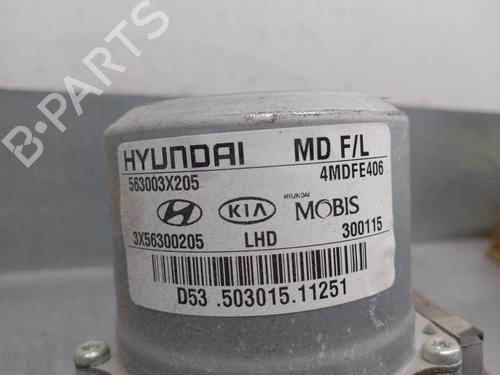 HYUNDAI MD F/L
563003X205 4MDFE406
KIA HYUNDAI MOBIS
3X56300205 LHD 300115
D53 .503015.11251
B-PARTS